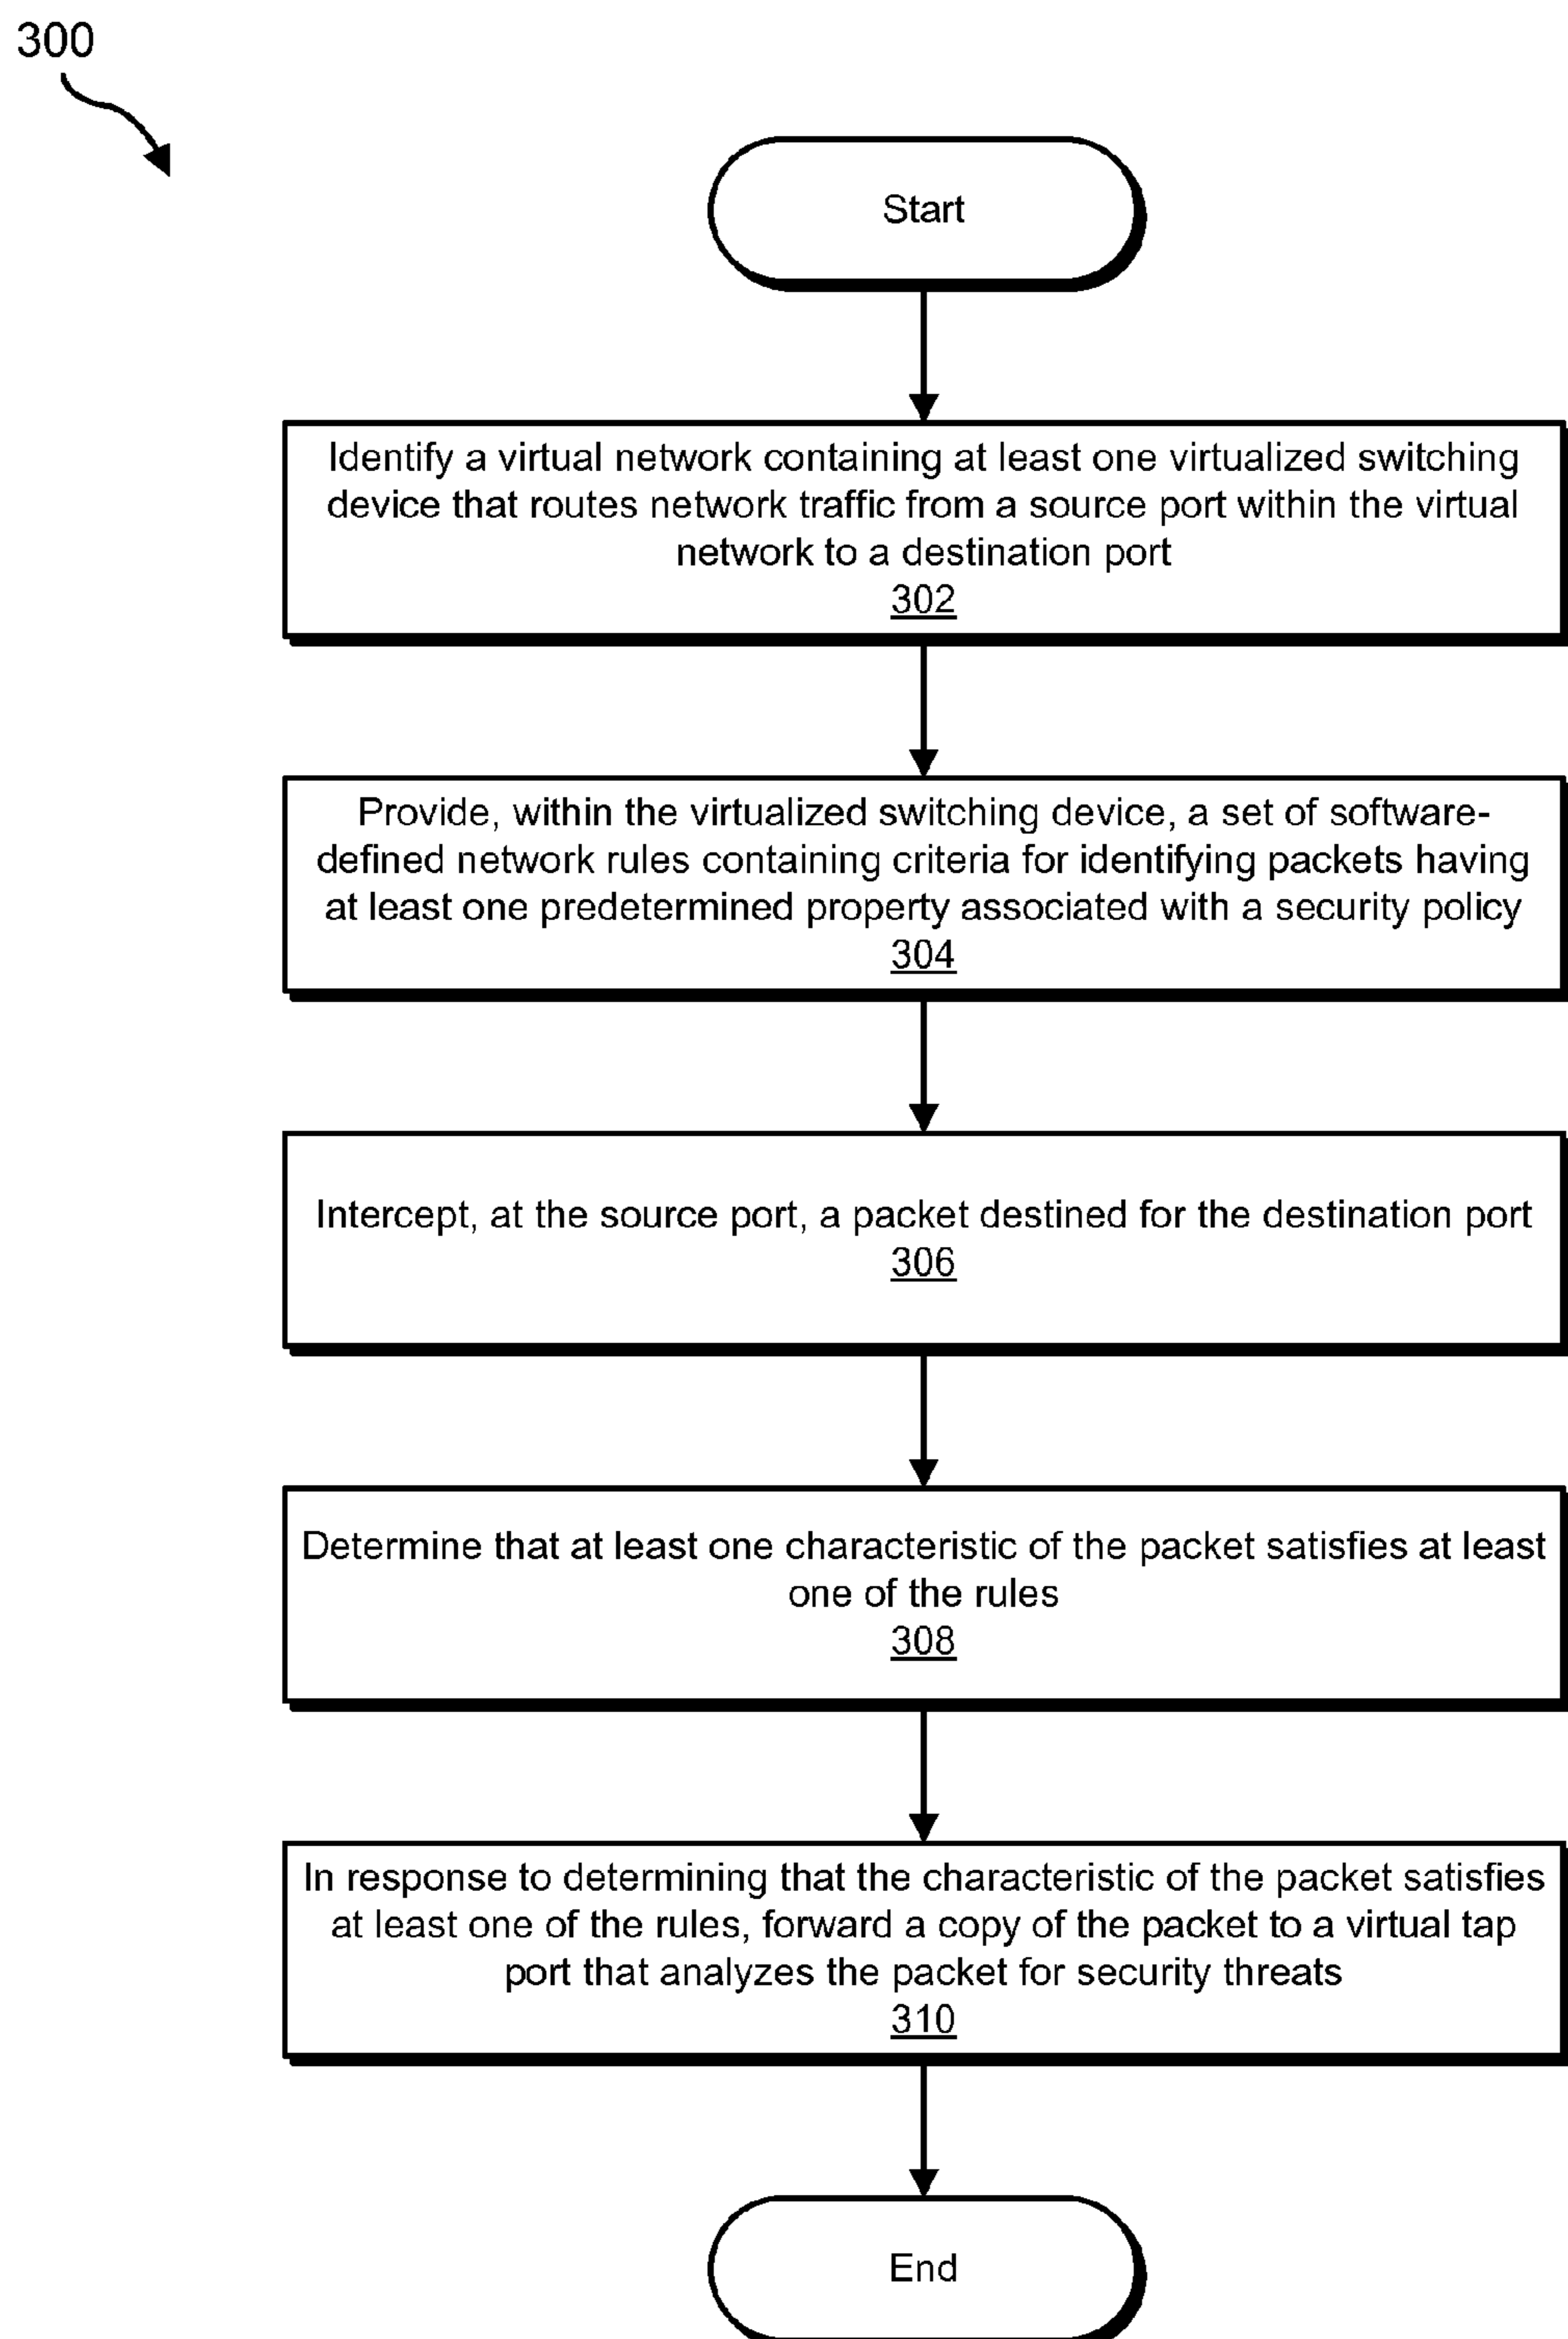 300
Start
Identify a virtual network containing at least one virtualized switching
device that routes network traffic from a source port within the virtual
network to a destination port
302
Provide, within the virtualized switching device, a set of software-
defined network rules containing criteria for identifying packets having
at least one predetermined property associated with a security policy
304
Intercept, at the source port, a packet destined for the destination port
306
Determine that at least one characteristic of the packet satisfies at least
one of the rules
308
In response to determining that the characteristic of the packet satisfies
at least one of the rules, forward a copy of the packet to a virtual tap
port that analyzes the packet for security threats
310
End